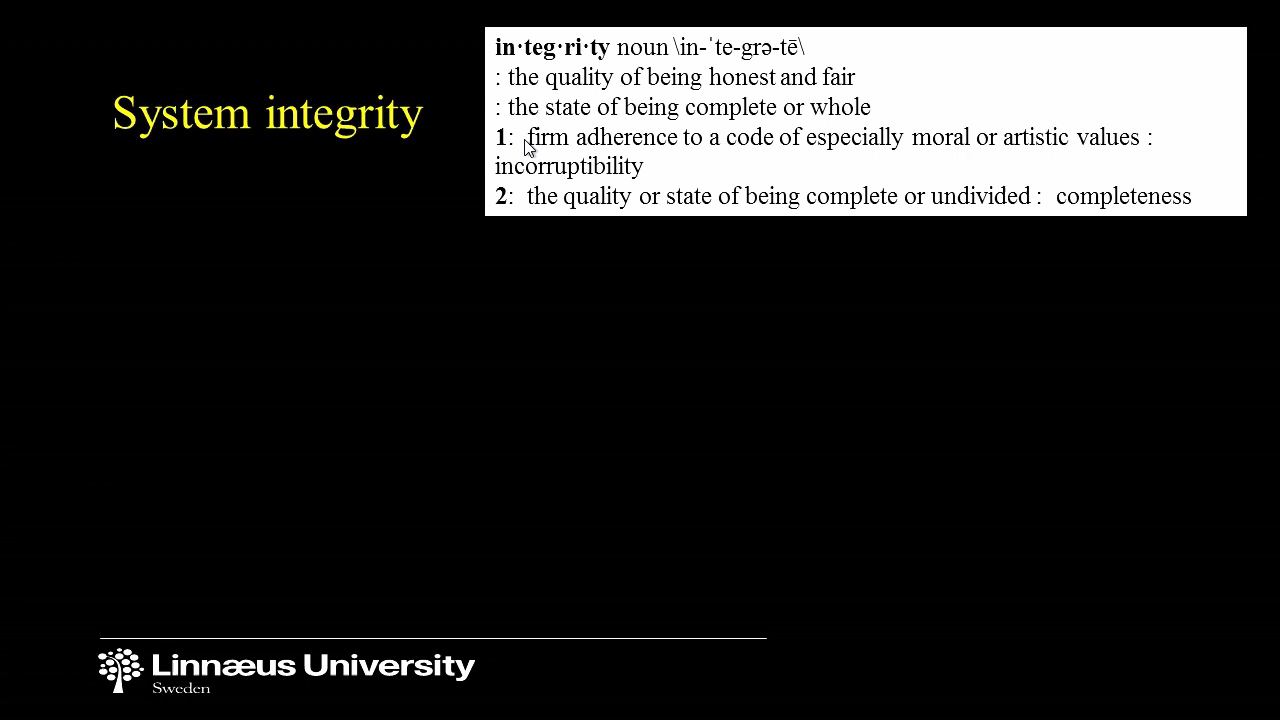 System integrity
in·teg·ri·ty noun \in-ˈte-grə-tē\
: the quality of being honest and fair
: the state of being complete or whole
1:  firm adherence to a code of especially moral or artistic values :
incorruptibility
2:  the quality or state of being complete or undivided :  completeness
Linnæus University
Sweden